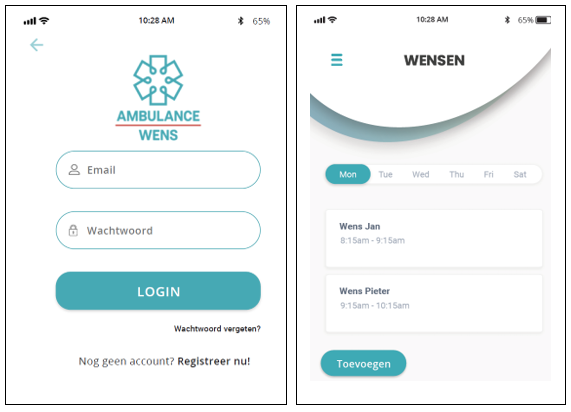 10:28 AM 65%
AMBULANCE
WENS
Email
Wachtwoord
LOGIN
Wachtwoord vergeten?
Nog geen account? Registreer nu!
10:28 AM 65%
WENSEN
Mon Tue Wed Thu Fri Sat
Wens Jan
8:15am - 9:15am
Wens Pieter
9:15am - 10:15am
Toevoegen